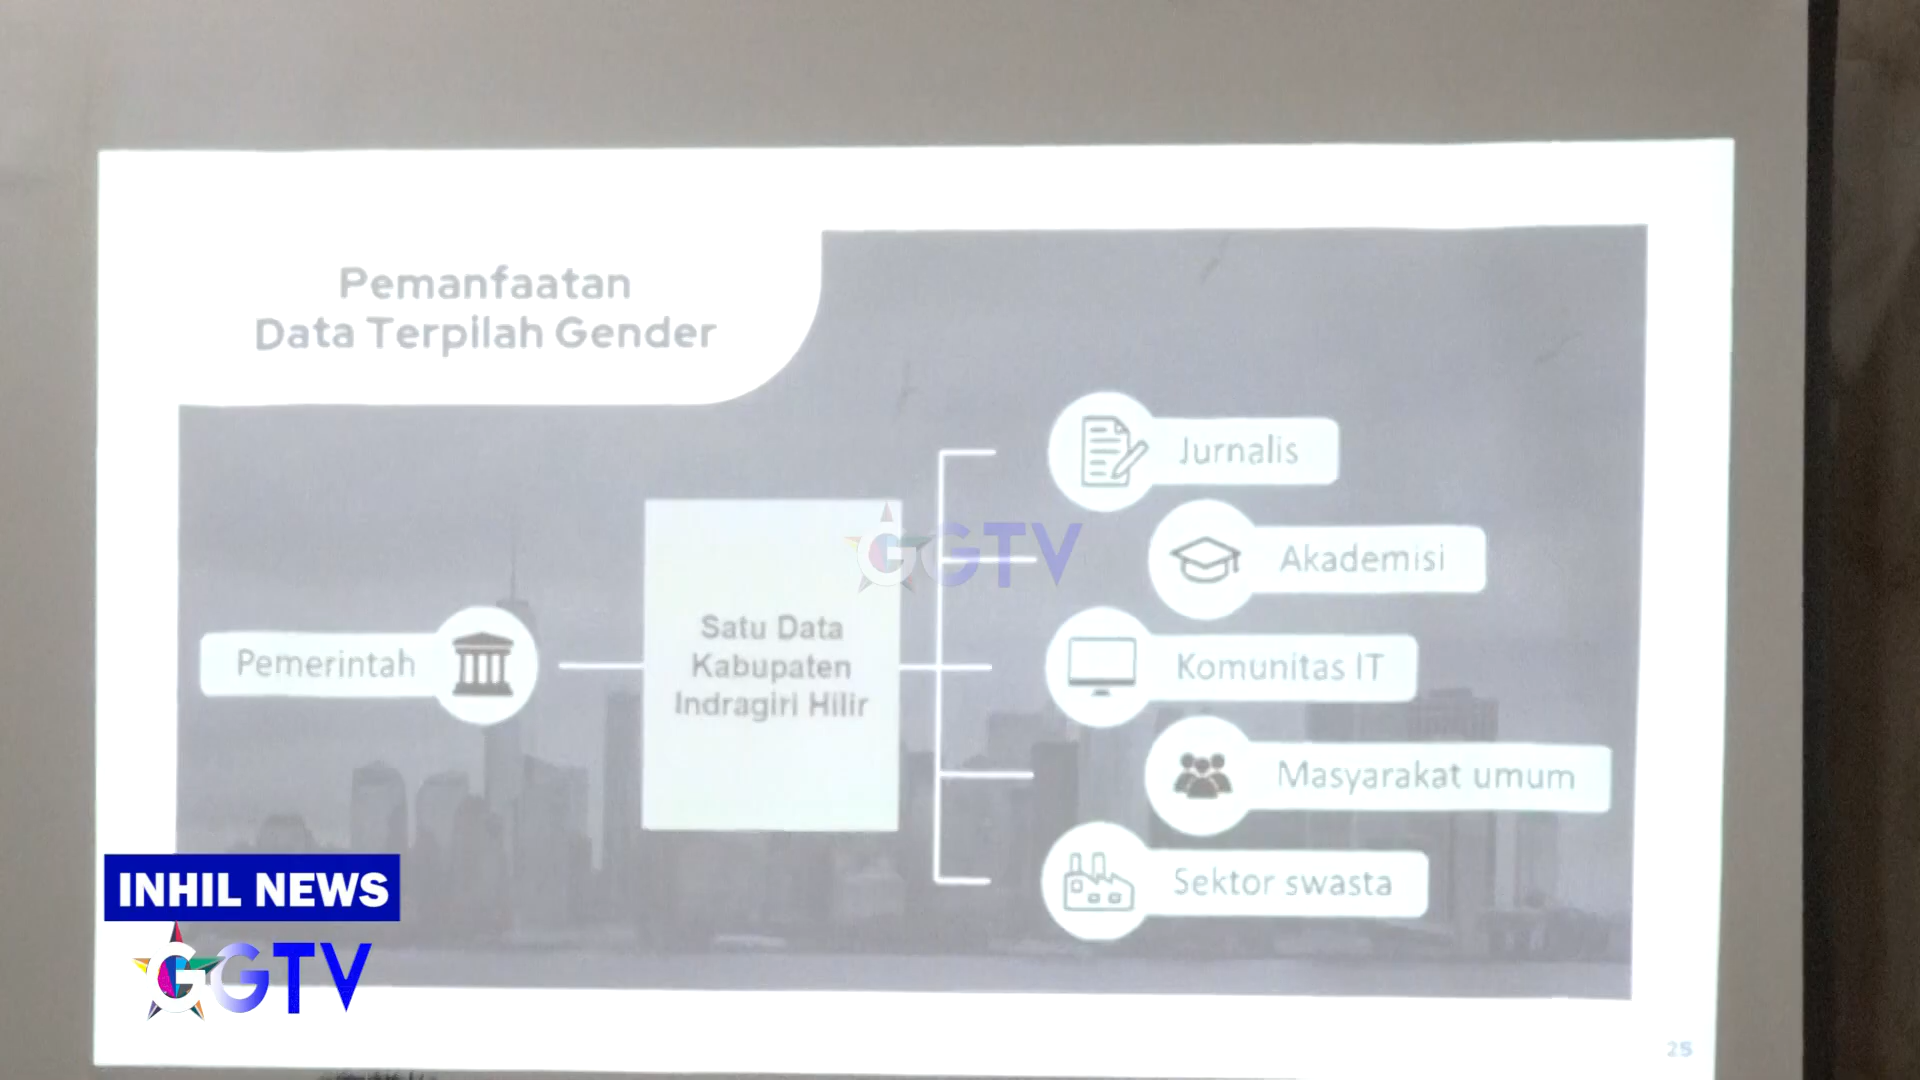 Pemanfaatan
Data Terpilah Gender
Jurnalis
GGTV
Akademisi
Satu Data
Kabupaten
Indragiri Hilir
Pemerintah
Komunitas IT
Masyarakat umum
Sektor swasta
INHIL NEWS
GGTV
25